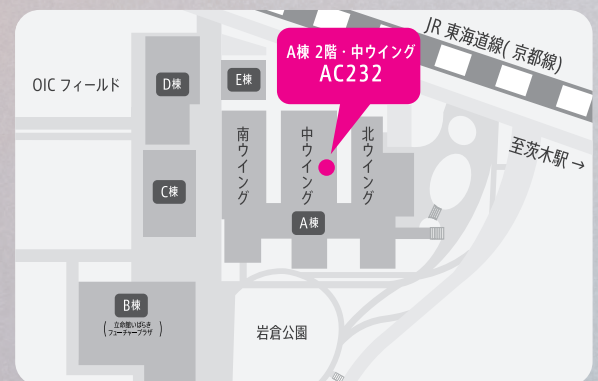 JR 東海道線( 京都線)
A棟 2階・中ウイング
AC232
OIC フィールド
D棟
E棟
至茨木駅→
南ウイング
中ウイング
北ウイング
C棟
A棟
B棟
(立命館いばらき
フューチャープラザ)
岩倉公園